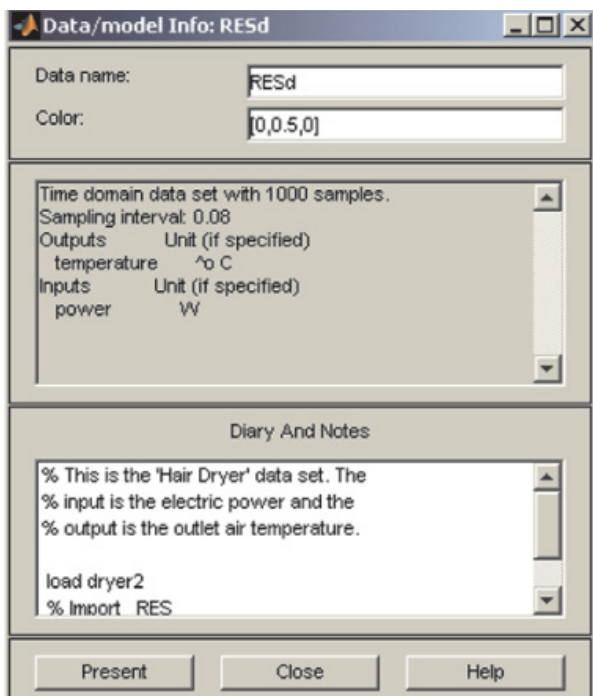 Data/model Info: RESd
Data name: RESd
Color: [0,0.5,0]
Time domain data set with 1000 samples.
Sampling interval: 0.08
Outputs Unit (if specified)
temperature ^o C
Inputs Unit (if specified)
power W
Diary And Notes
% This is the 'Hair Dryer' data set. The
% input is the electric power and the
% output is the outlet air temperature.
load dryer2
% Import RES
Present Close Help